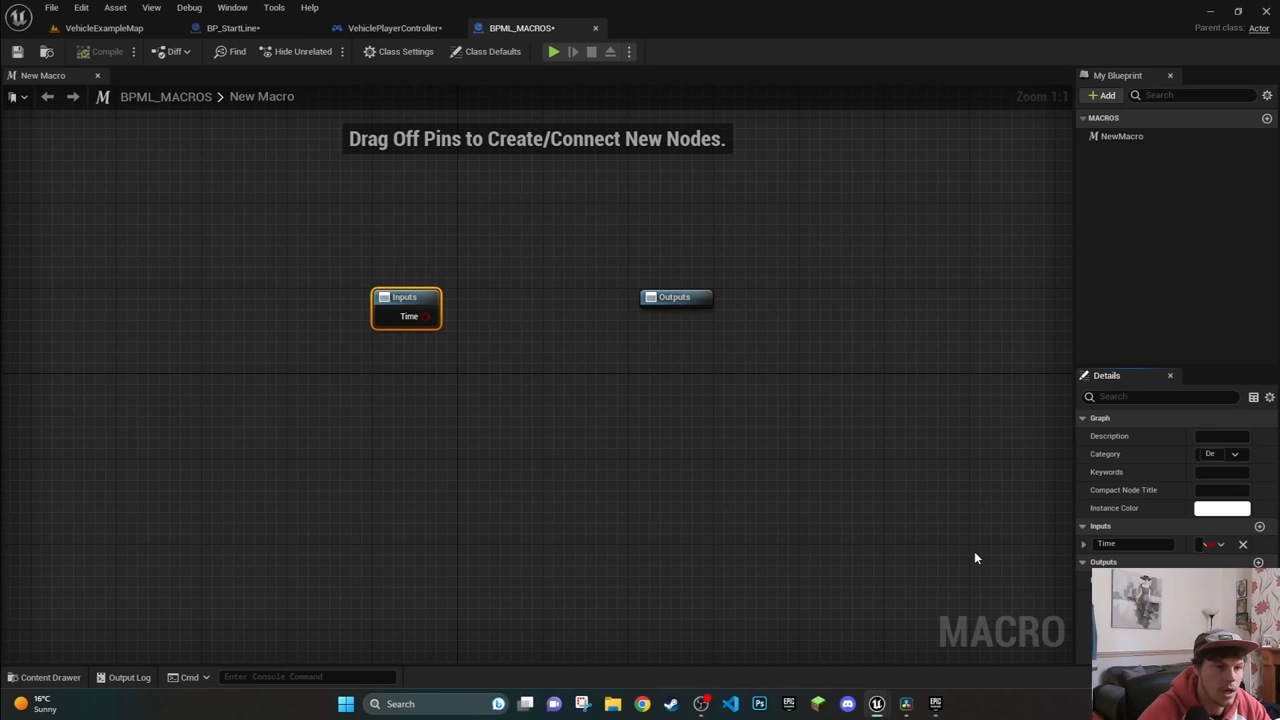 File Edit Asset View Debug Window Tools Help
VehicleExampleMap BP_StartLine• VehiclePlayerController• BPML_MACROS•
Parent class: Actor
Compile Diff Find Hide Unrelated Class Settings Class Defaults
New Macro
BPML_MACROS > New Macro
Zoom 1:1
Drag Off Pins to Create/Connect New Nodes.
Inputs
Time
Outputs
MACRO
My Blueprint
Add Search
MACROS
NewMacro
Details
Search
Graph
Description
Category De
Keywords
Compact Node Title
Instance Color
Inputs
Time
Outputs
Content Drawer Output Log Cmd Enter Console Command
16°C
Sunny
Search